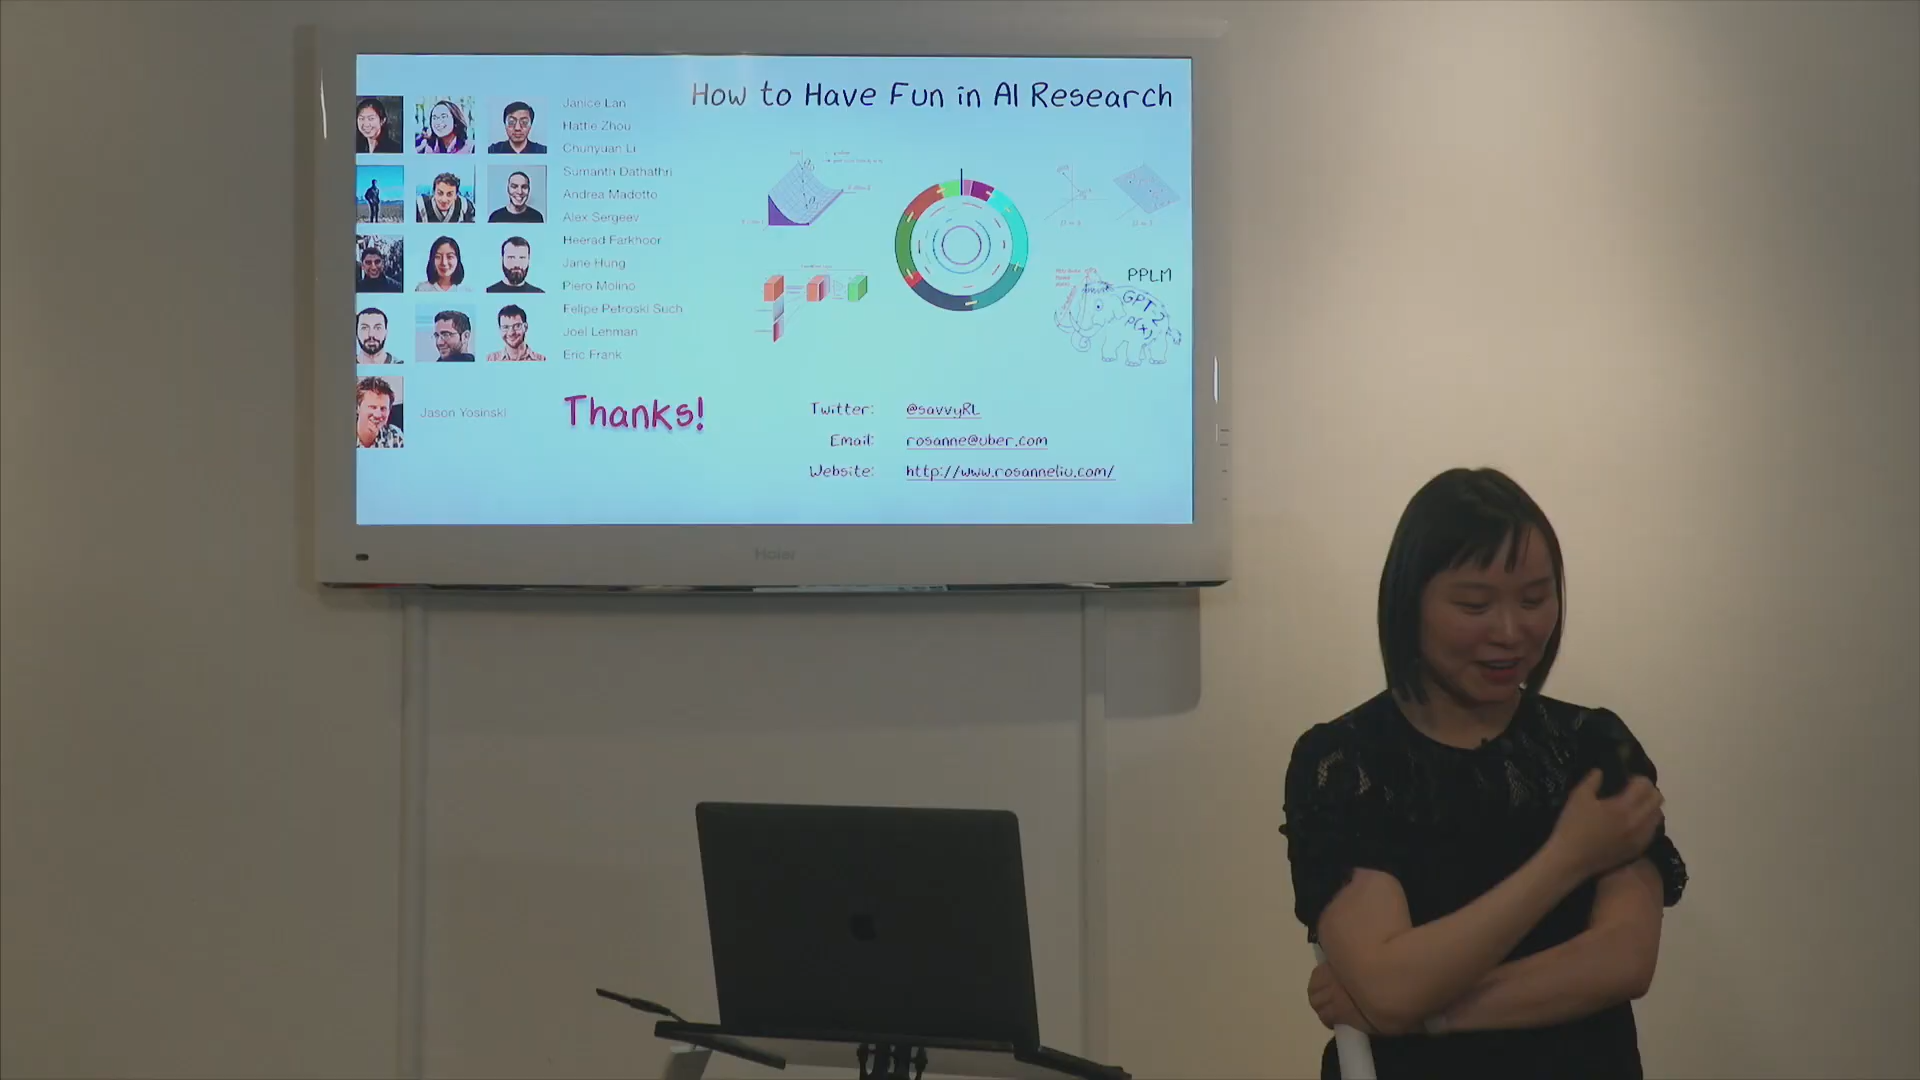 How to Have Fun in AI Research
Janice Lan
Hattie Zhou
Chunyuan Li
Sumanth Dathathri
Andrea Madotto
Alex Sergeev
Heerad Farkhoor
Jane Hung
Piero Molino
Felipe Petroski Such
Joel Lehman
Eric Frank
Jason Yosinski
PPLM
GPT-2
p(x)
Thanks!
Twitter: @savvyRL
Email: rosanne@uber.com
Website: http://www.rosanneliu.com/
Haier